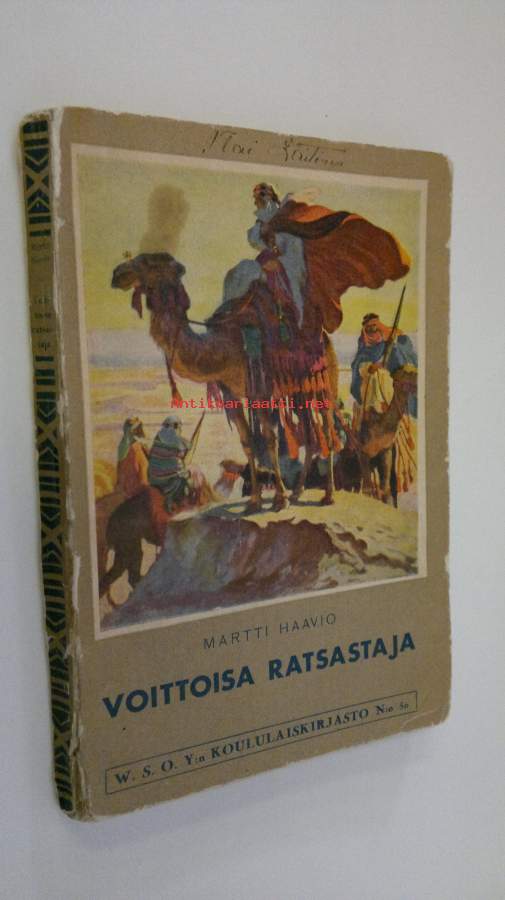 Antikvariaatti.net
MARTTI HAAVIO
VOITTOISA RATSASTAJA
W. S. O. Y:n KOULULAISKIRJASTO N:o 50